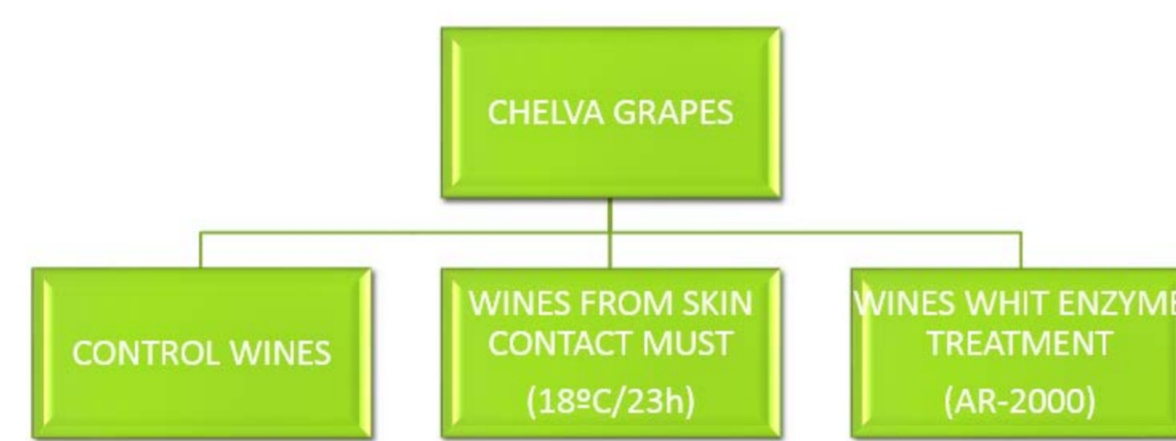 CHELVA GRAPES
CONTROL WINES
WINES FROM SKIN
CONTACT MUST
(18ºC/23h)
WINES WHIT ENZYME
TREATMENT
(AR-2000)